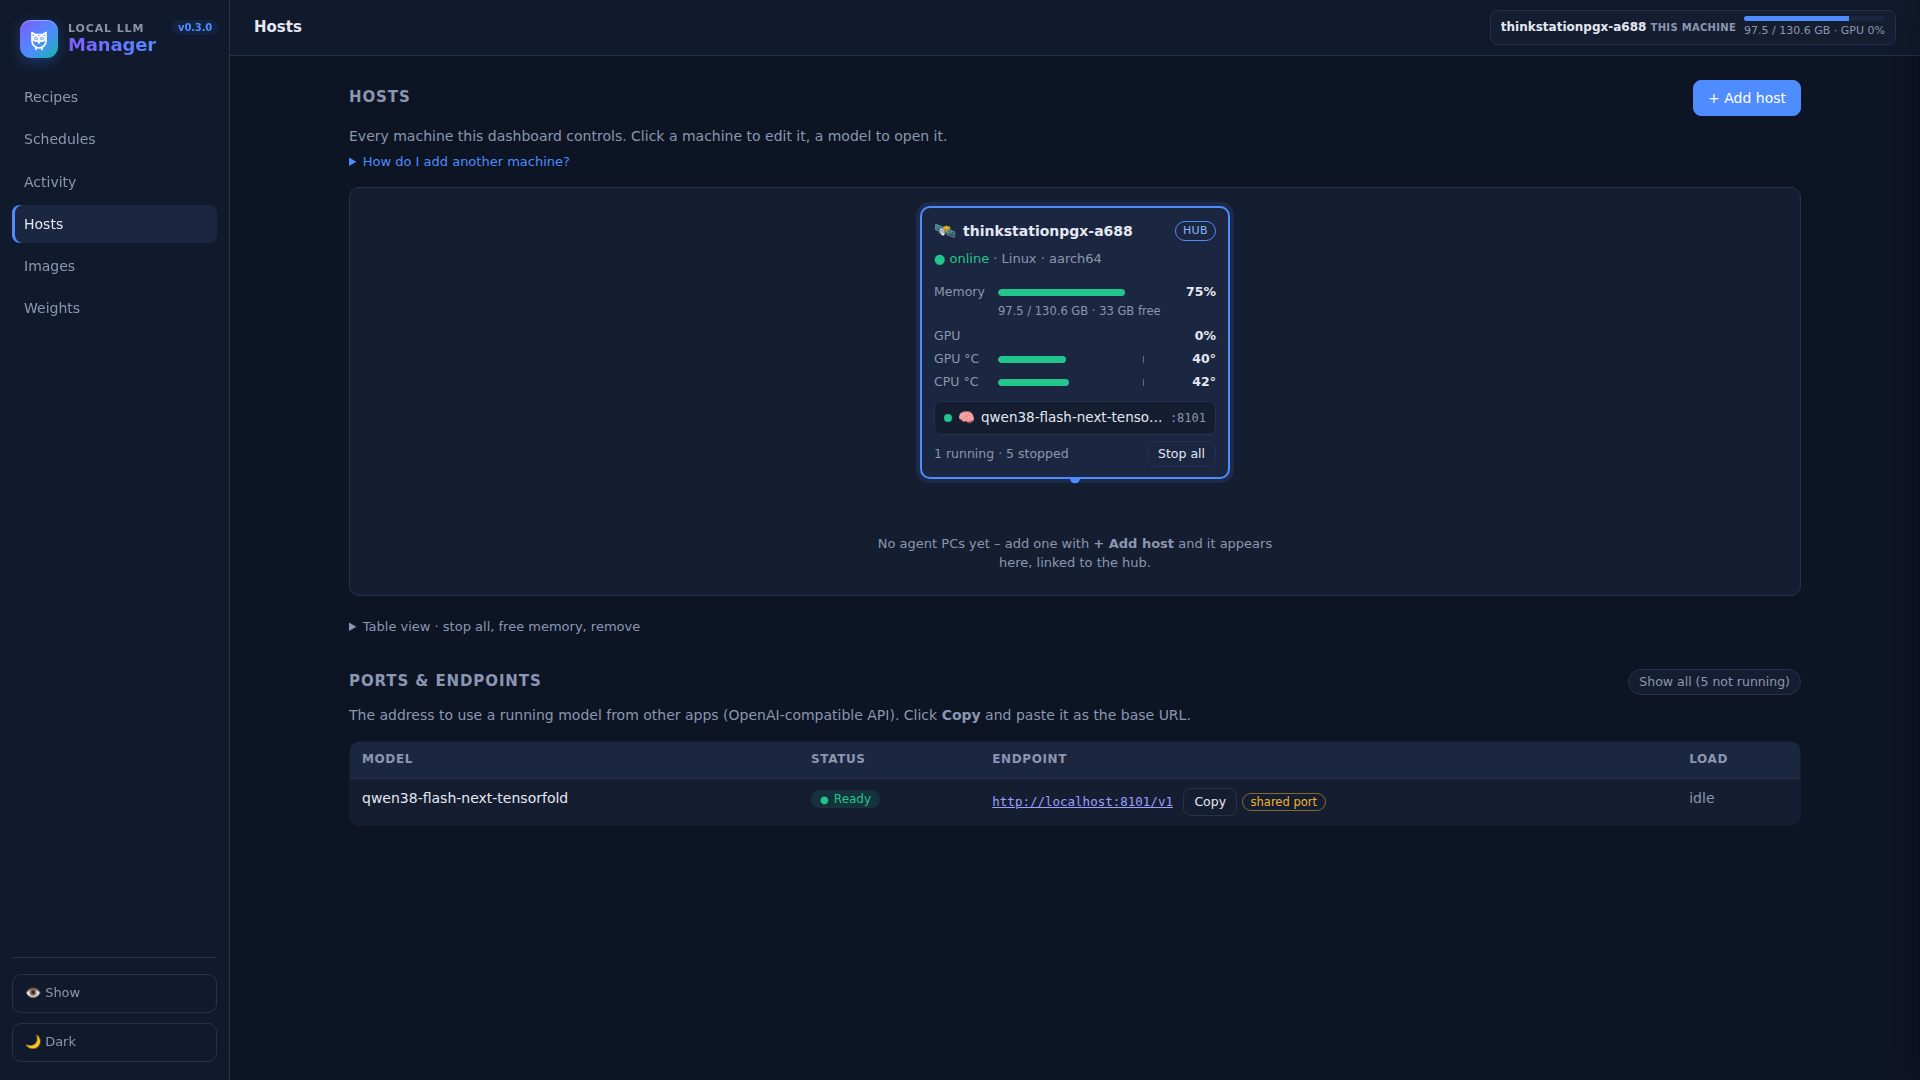 LOCAL LLM
Manager
v0.3.0
Recipes
Schedules
Activity
Hosts
Images
Weights
👁️ Show
🌙 Dark
Hosts
thinkstationpgx-a688 THIS MACHINE
97.5 / 130.6 GB · GPU 0%
HOSTS
+ Add host
Every machine this dashboard controls. Click a machine to edit it, a model to open it.
▶ How do I add another machine?
thinkstationpgx-a688
HUB
● online · Linux · aarch64
Memory 75%
97.5 / 130.6 GB · 33 GB free
GPU 0%
GPU °C 40°
CPU °C 42°
qwen38-flash-next-tenso... :8101
1 running · 5 stopped
Stop all
No agent PCs yet – add one with + Add host and it appears
here, linked to the hub.
▶ Table view · stop all, free memory, remove
PORTS & ENDPOINTS
Show all (5 not running)
The address to use a running model from other apps (OpenAI-compatible API). Click Copy and paste it as the base URL.
MODEL STATUS ENDPOINT LOAD
qwen38-flash-next-tensorfold ● Ready http://localhost:8101/v1 Copy shared port idle